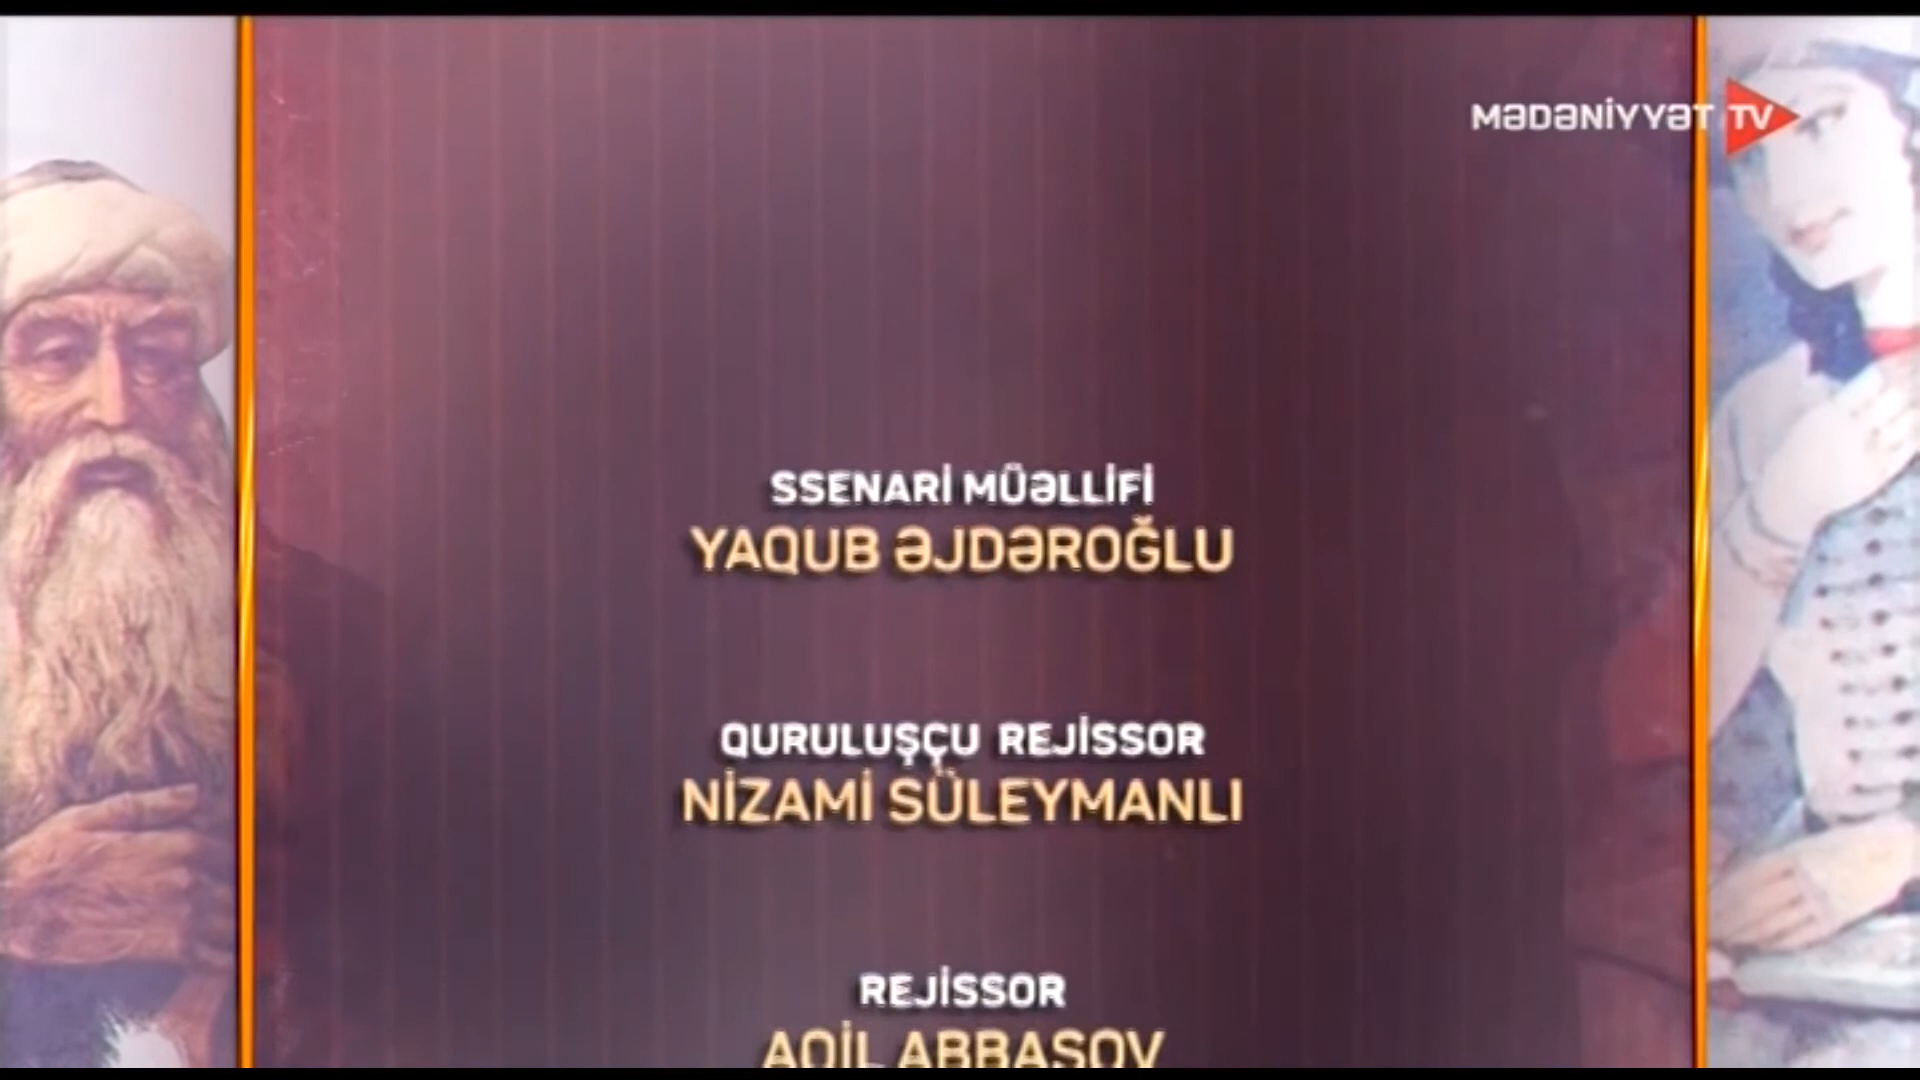 MƏDƏNİYYƏT TV
SSENARİ MÜƏLLİFİ
YAQUB ƏJDƏROĞLU
QURULUŞÇU REJİSSOR
NİZAMİ SÜLEYMANLI
REJİSSOR
AQİL ABBASOV